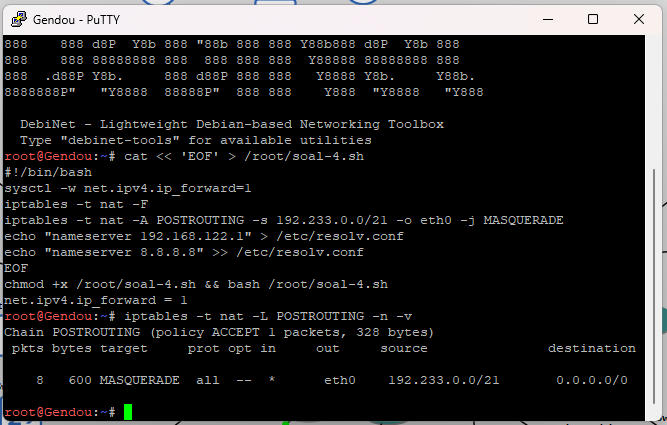 Gendou - PuTTY
888    888 d8P  Y8b 888 "88b 888 888 Y88b888 d8P  Y8b 888
888    888 88888888 888  888 888 888  Y88888 88888888 888
888  .d88P Y8b.     888 d88P 888 888   Y8888 Y8b.     Y88b.
8888888P"   "Y8888  88888P"  888 888    Y888  "Y8888   "Y888
DebiNet - Lightweight Debian-based Networking Toolbox
Type "debinet-tools" for available utilities
root@Gendou:~# cat << 'EOF' > /root/soal-4.sh
#!/bin/bash
sysctl -w net.ipv4.ip_forward=1
iptables -t nat -F
iptables -t nat -A POSTROUTING -s 192.233.0.0/21 -o eth0 -j MASQUERADE
echo "nameserver 192.168.122.1" > /etc/resolv.conf
echo "nameserver 8.8.8.8" >> /etc/resolv.conf
EOF
chmod +x /root/soal-4.sh && bash /root/soal-4.sh
net.ipv4.ip_forward = 1
root@Gendou:~# iptables -t nat -L POSTROUTING -n -v
Chain POSTROUTING (policy ACCEPT 1 packets, 328 bytes)
pkts bytes target     prot opt in     out     source               destination
8   600 MASQUERADE  all  --  *      eth0    192.233.0.0/21       0.0.0.0/0
root@Gendou:~#